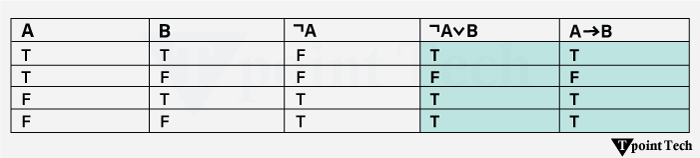 A B ¬A ¬A∨B A→B
T T F T T
T F F F F
F T T T T
F F T T T
Tpoint Tech